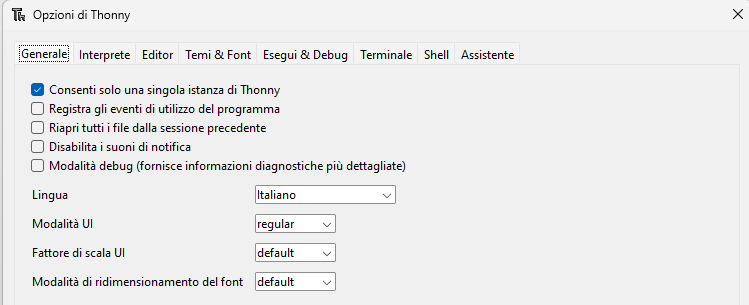 Opzioni di Thonny
Generale Interprete Editor Temi & Font Esegui & Debug Terminale Shell Assistente
Consenti solo una singola istanza di Thonny
Registra gli eventi di utilizzo del programma
Riapri tutti i file dalla sessione precedente
Disabilita i suoni di notifica
Modalità debug (fornisce informazioni diagnostiche più dettagliate)
Lingua Italiano
Modalità UI regular
Fattore di scala UI default
Modalità di ridimensionamento del font default